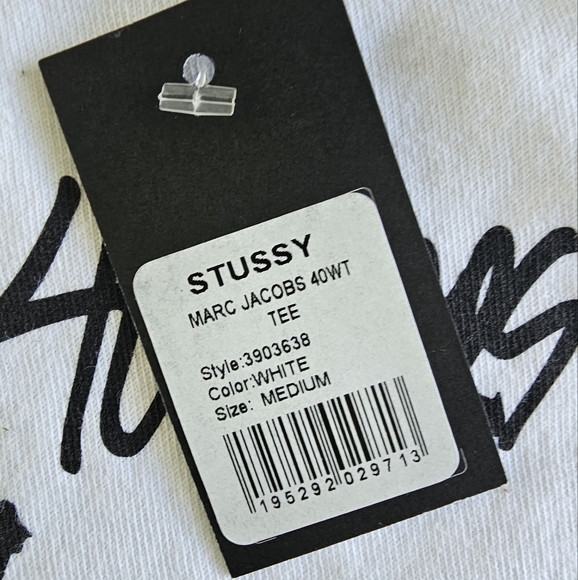 STUSSY
MARC JACOBS 40WT
TEE
Style:3903638
Color:WHITE
Size: MEDIUM
195292029713